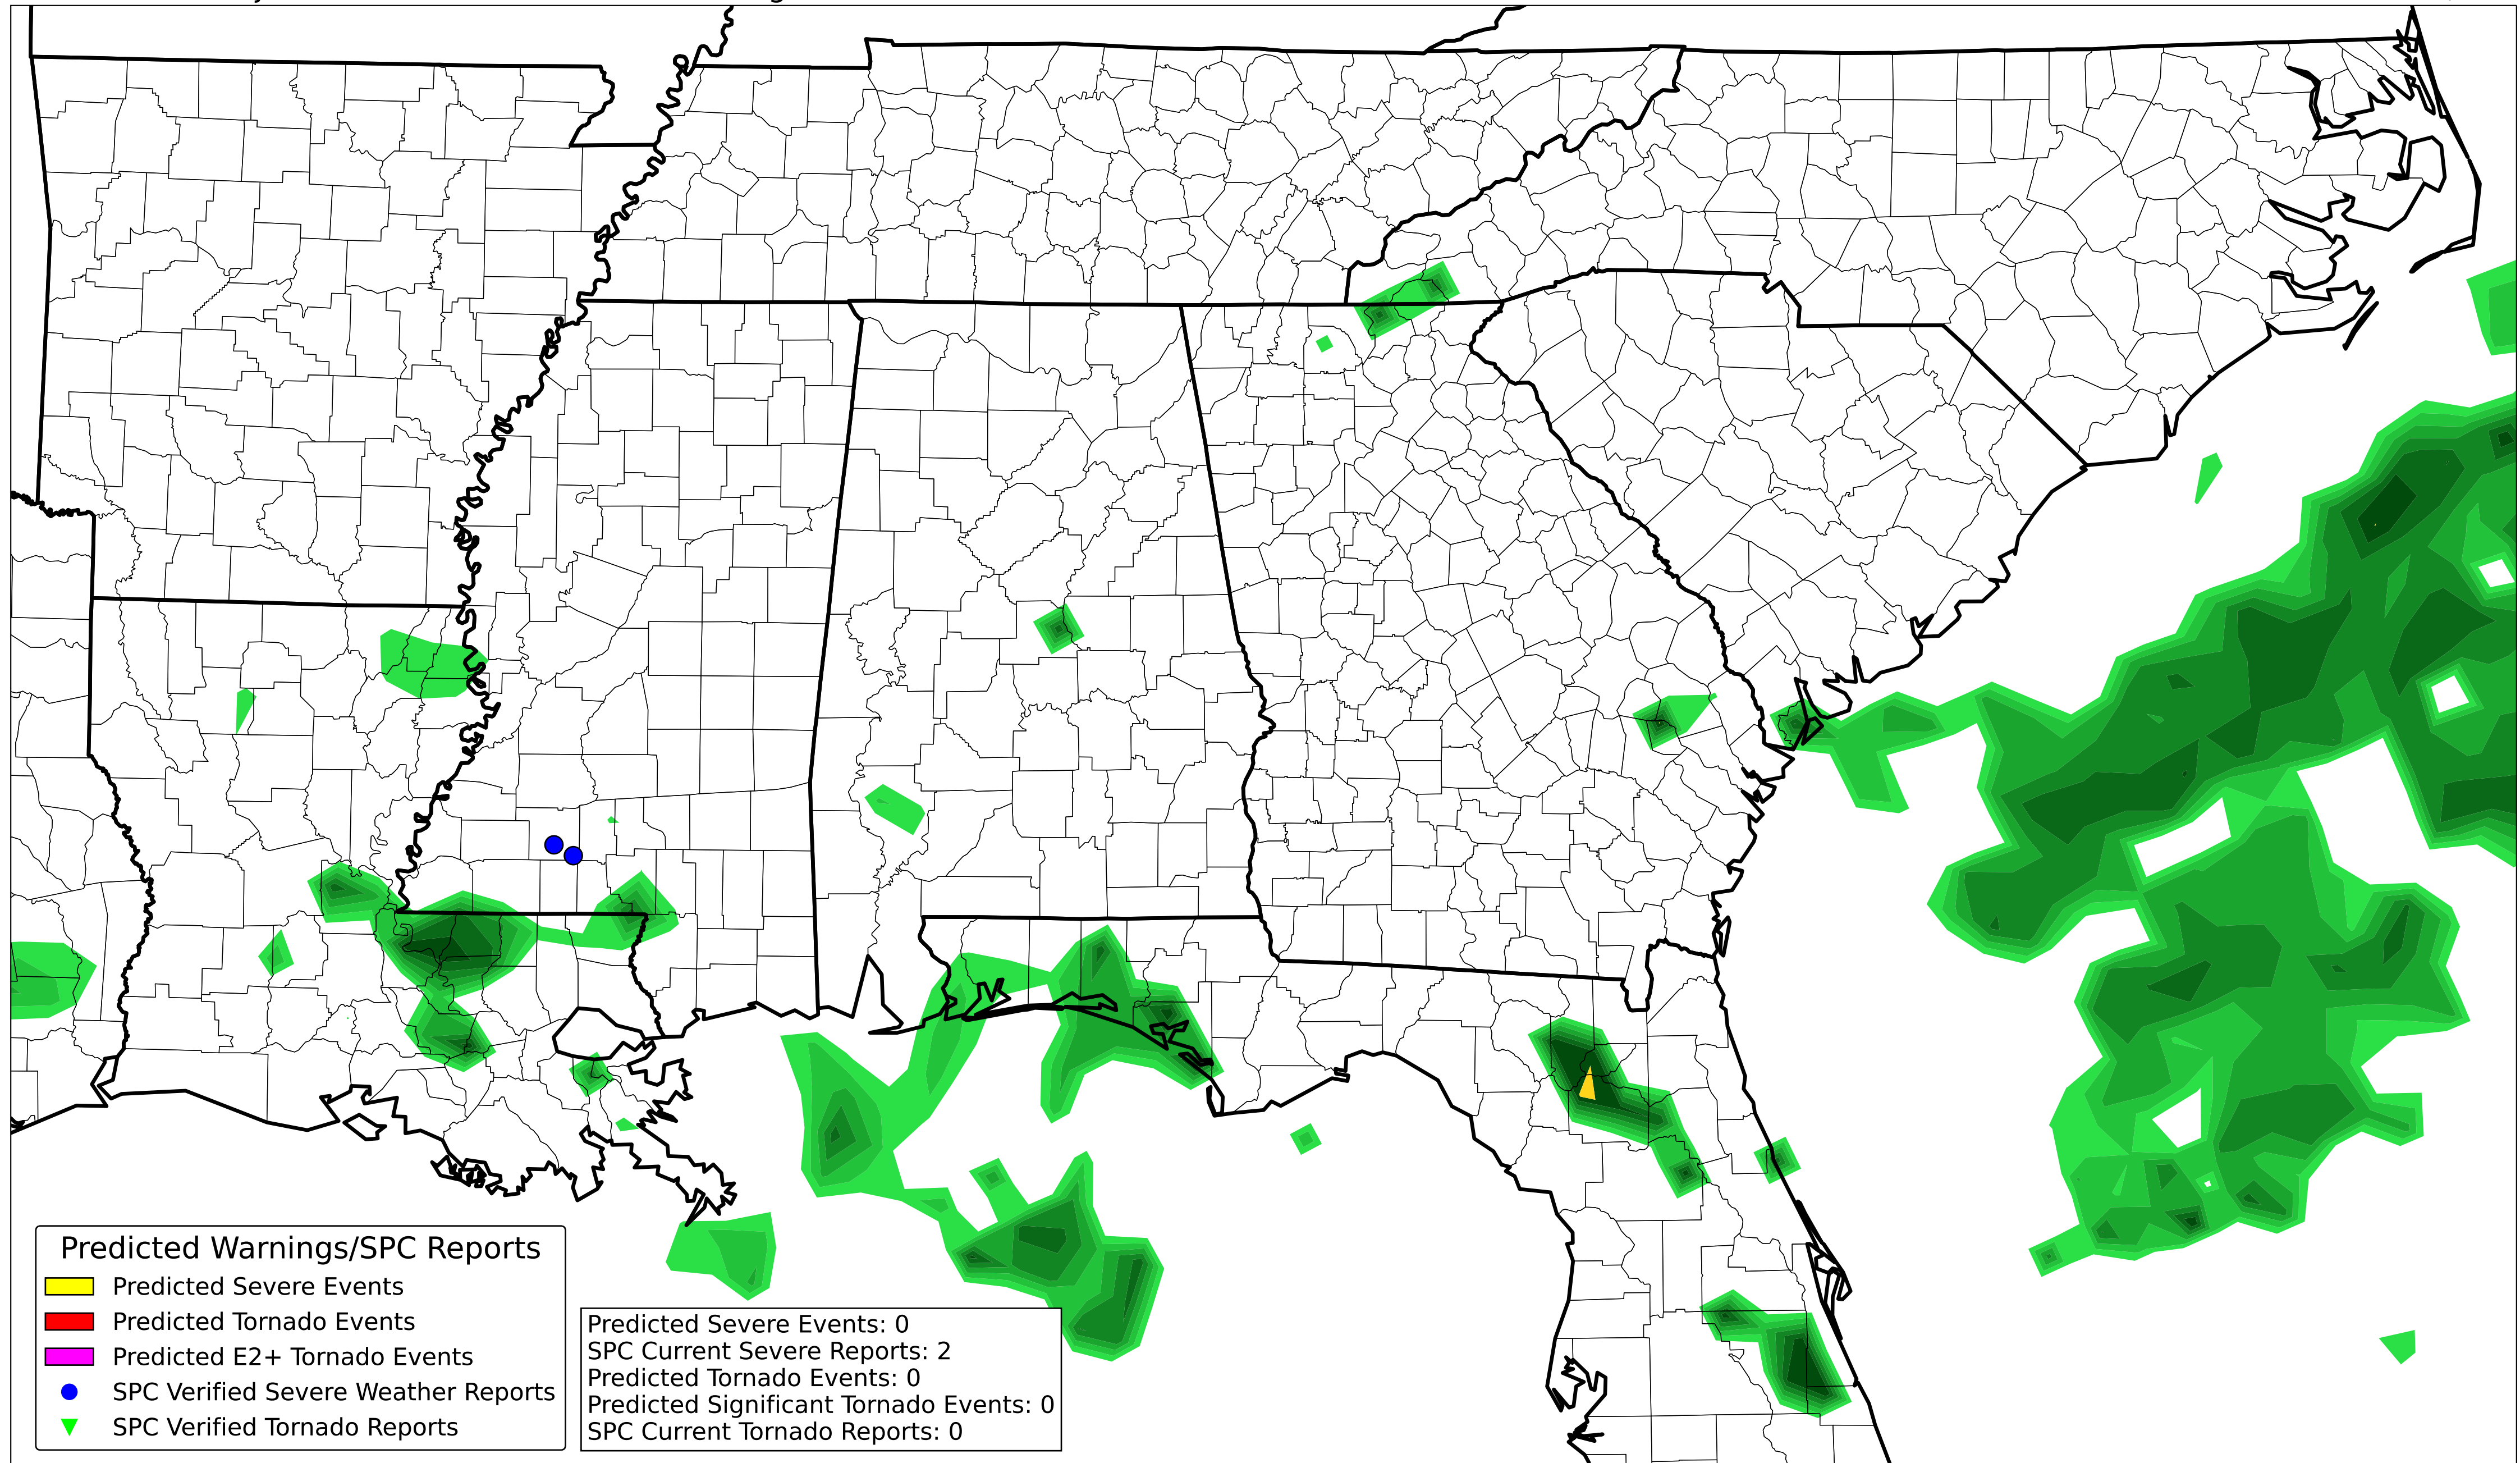 Predicted Warnings/SPC Reports
Predicted Severe Events
Predicted Tornado Events
Predicted E2+ Tornado Events
SPC Verified Severe Weather Reports
SPC Verified Tornado Reports
Predicted Severe Events: 0
SPC Current Severe Reports: 2
Predicted Tornado Events: 0
Predicted Significant Tornado Events: 0
SPC Current Tornado Reports: 0